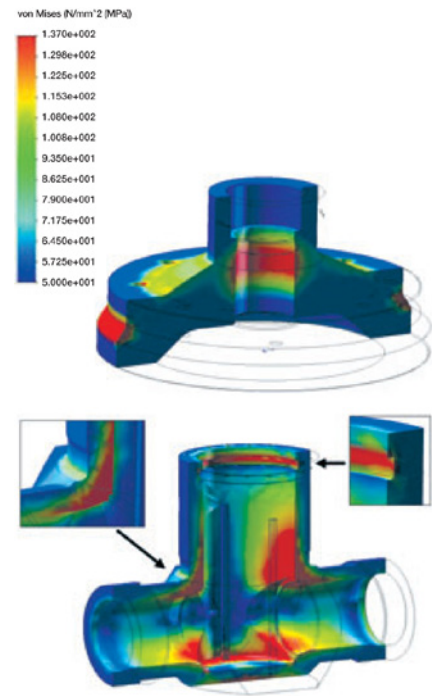 von Mises (N/mm^2 (MPa))
1.370e+002
1.298e+002
1.225e+002
1.153e+002
1.080e+002
1.008e+002
9.350e+001
8.625e+001
7.900e+001
7.175e+001
6.450e+001
5.725e+001
5.000e+001